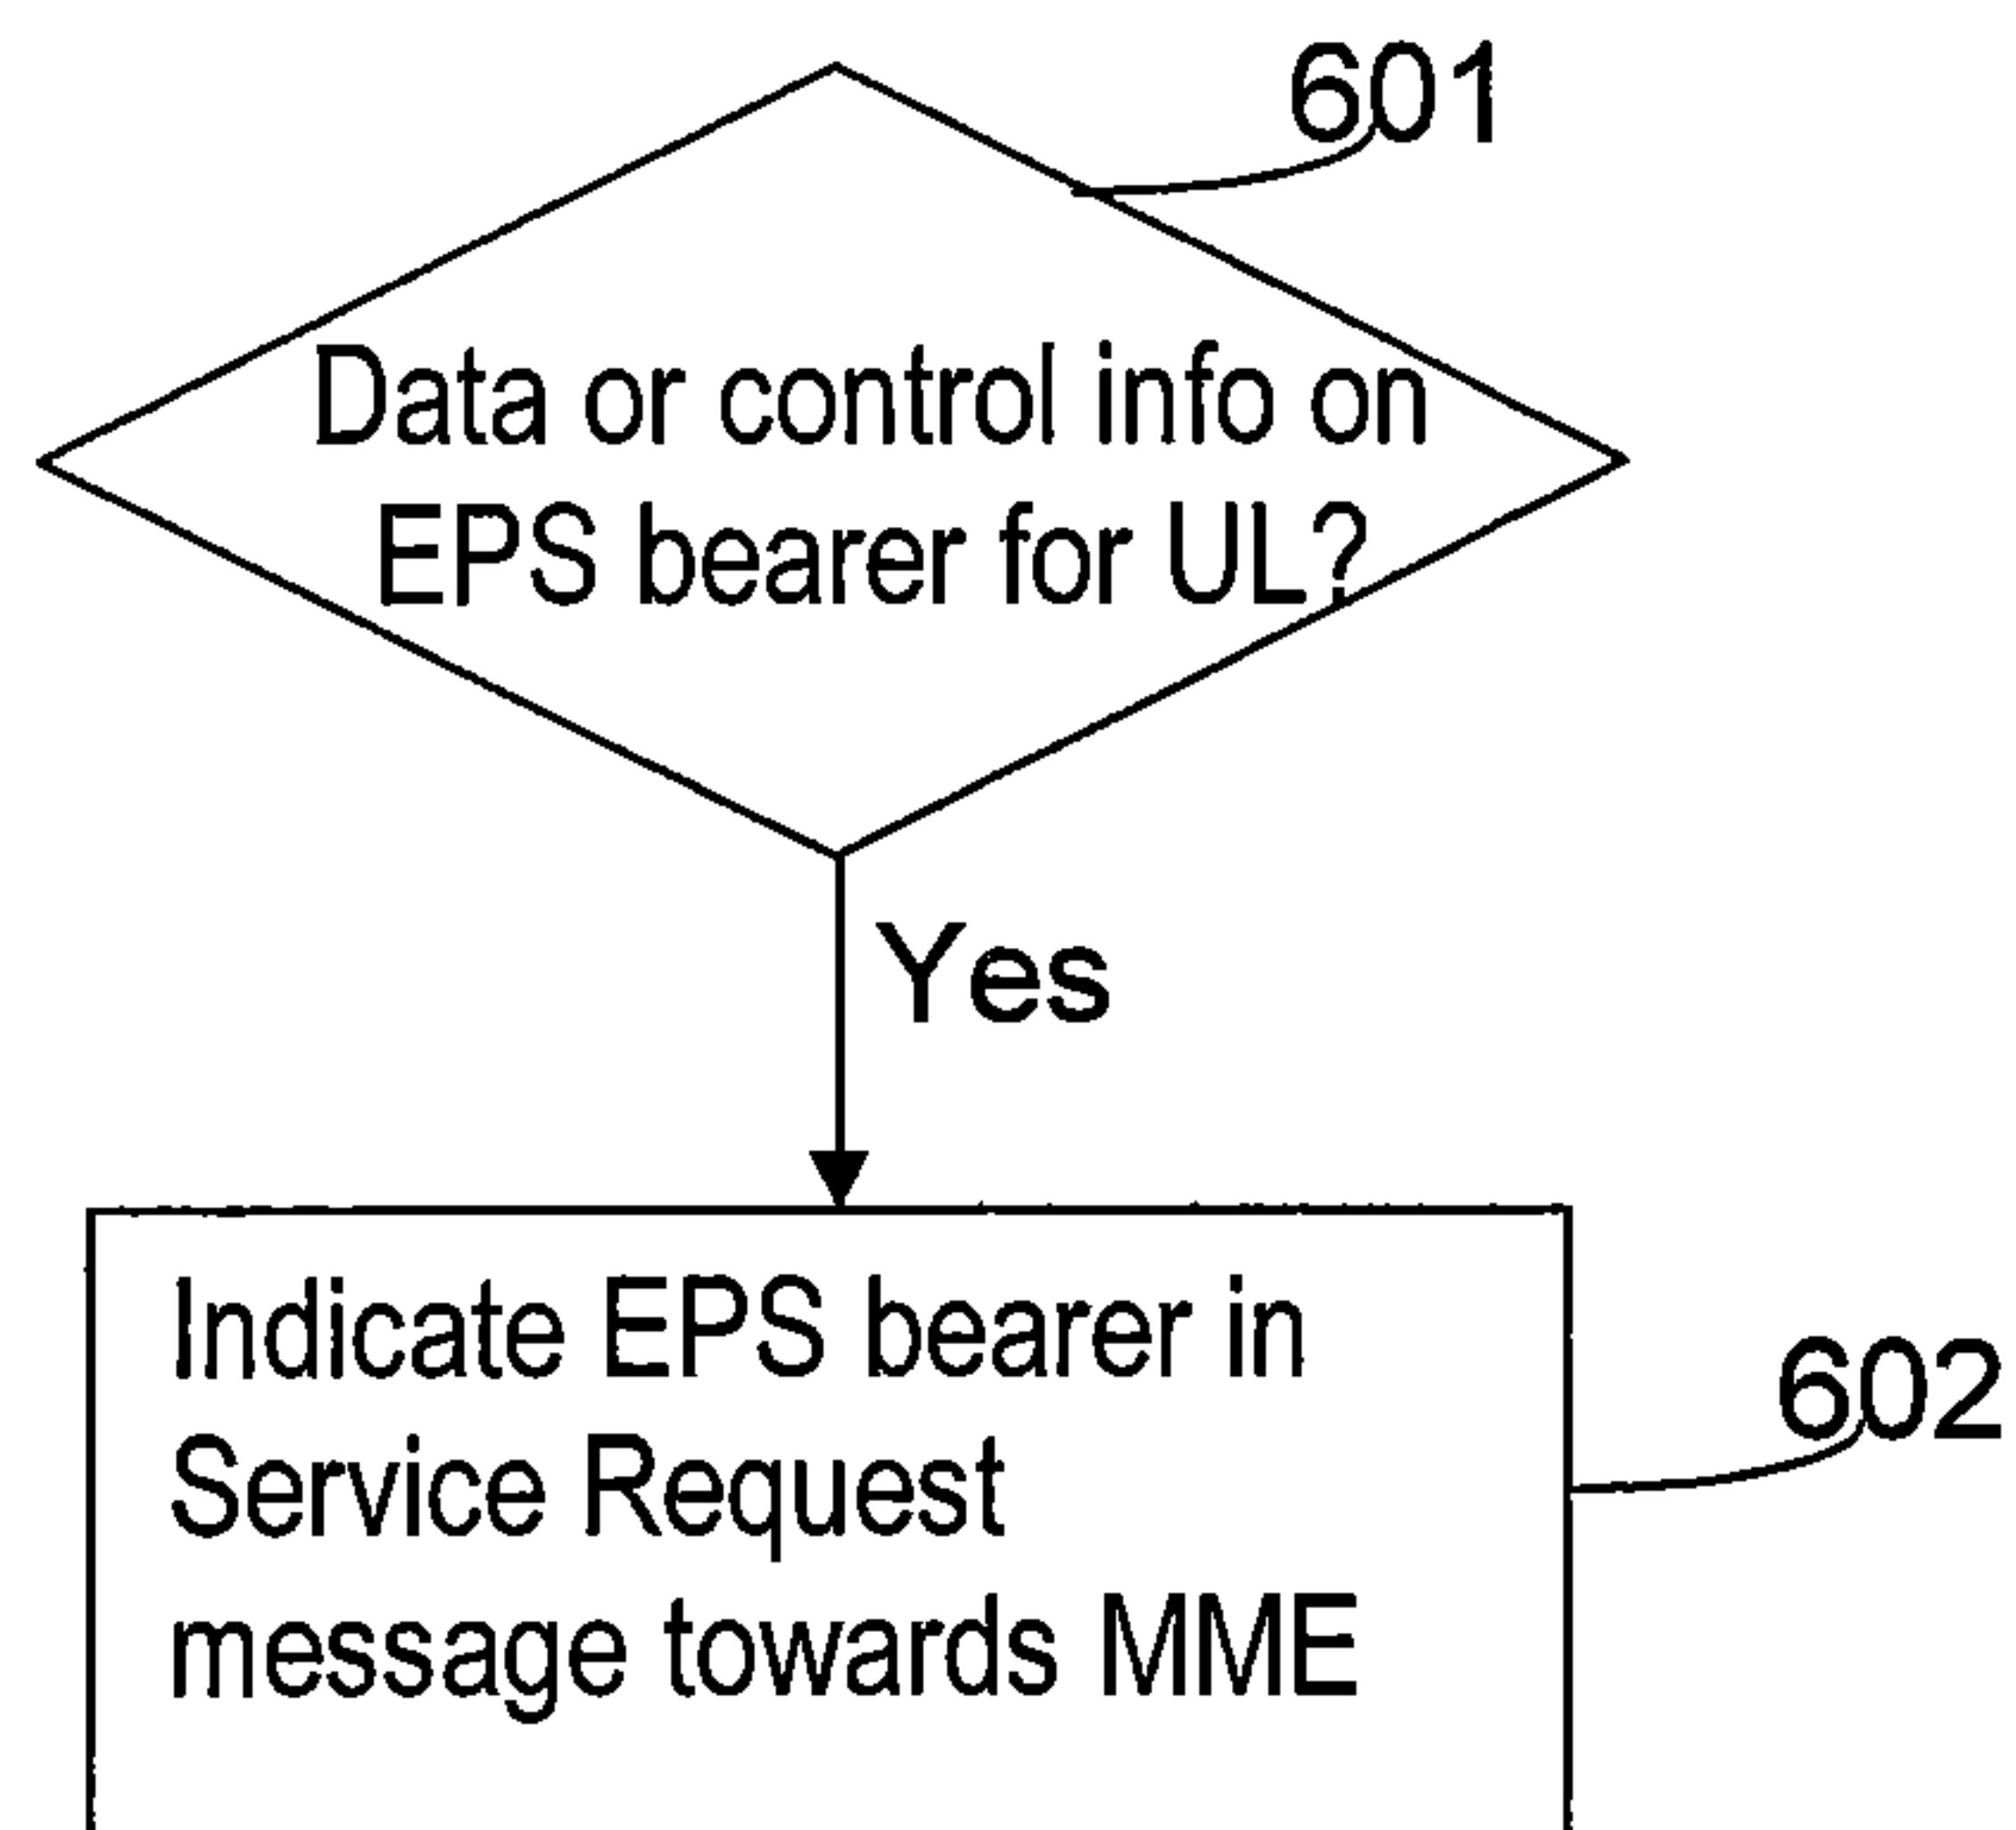 601
Data or control info on
EPS bearer for UL?
Yes
Indicate EPS bearer in
Service Request
message towards MME
602